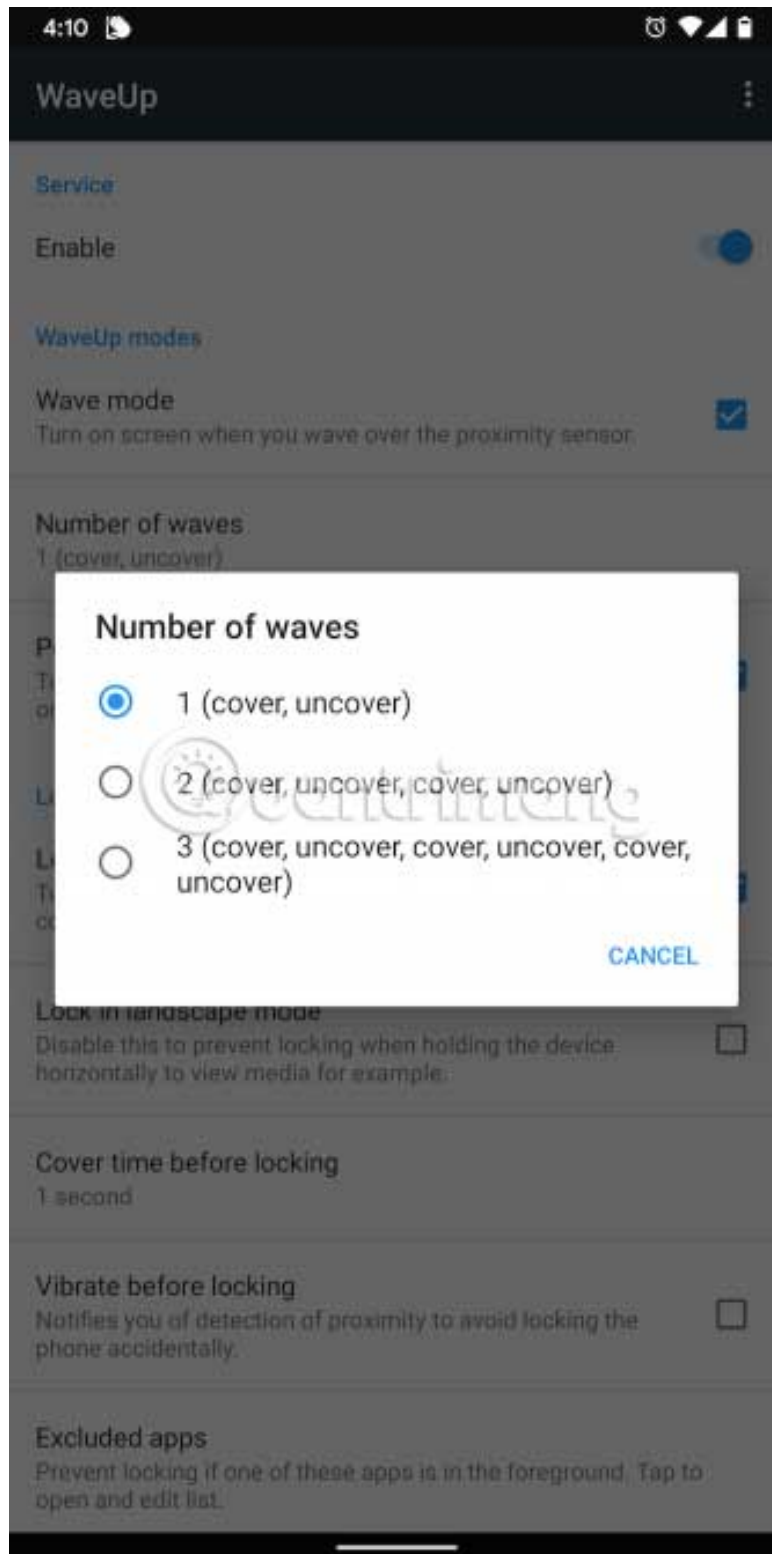 4:10
WaveUp
Service
Enable
WaveUp modes
Wave mode
Turn on screen when you wave over the proximity sensor.
Number of waves
1 (cover, uncover)
Number of waves
1 (cover, uncover)
2 (cover, uncover, cover, uncover)
3 (cover, uncover, cover, uncover, cover,
uncover)
CANCEL
Lock in landscape mode
Disable this to prevent locking when holding the device
horizontally to view media for example.
Cover time before locking
1 second
Vibrate before locking
Notifies you of detection of proximity to avoid locking the
phone accidentally.
Excluded apps
Prevent locking if one of these apps is in the foreground. Tap to
open and edit list.